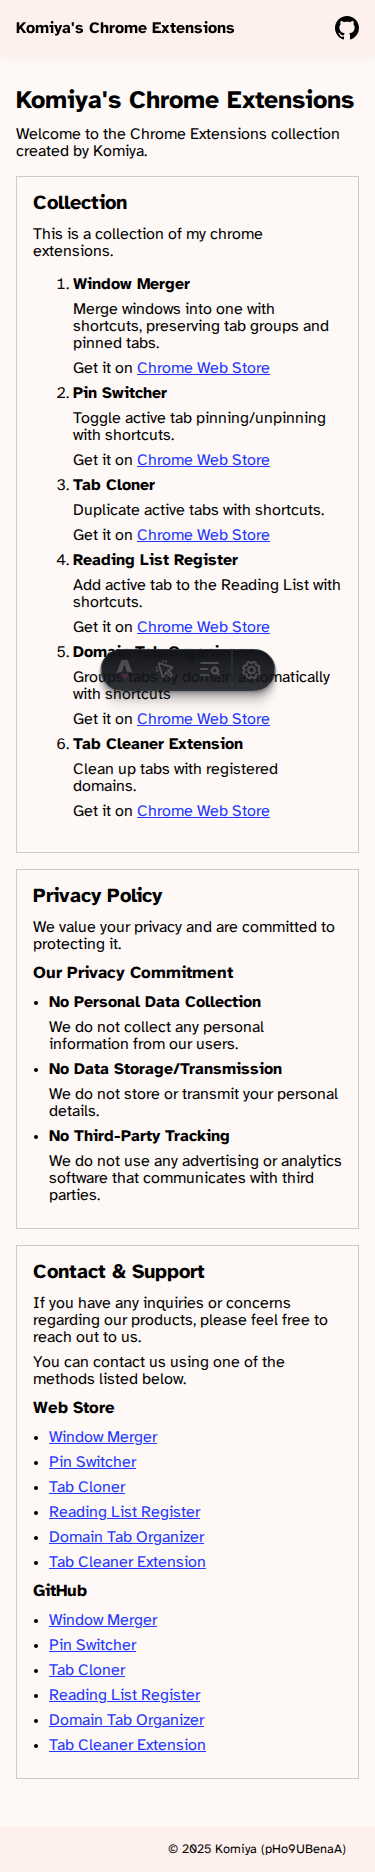 Komiya's Chrome Extensions
Komiya's Chrome Extensions
Welcome to the Chrome Extensions collection
created by Komiya.
Collection
This is a collection of my chrome
extensions.
1. Window Merger
Merge windows into one with
shortcuts, preserving tab groups and
pinned tabs.
Get it on Chrome Web Store
2. Pin Switcher
Toggle active tab pinning/unpinning
with shortcuts.
Get it on Chrome Web Store
3. Tab Cloner
Duplicate active tabs with shortcuts.
Get it on Chrome Web Store
4. Reading List Register
Add active tab to the Reading List with
shortcuts.
Get it on Chrome Web Store
5. Domain Tab Organizer
Groups tabs by domain automatically
with shortcuts
Get it on Chrome Web Store
6. Tab Cleaner Extension
Clean up tabs with registered
domains.
Get it on Chrome Web Store
Privacy Policy
We value your privacy and are committed to
protecting it.
Our Privacy Commitment
• No Personal Data Collection
We do not collect any personal
information from our users.
• No Data Storage/Transmission
We do not store or transmit your personal
details.
• No Third-Party Tracking
We do not use any advertising or analytics
software that communicates with third
parties.
Contact & Support
If you have any inquiries or concerns
regarding our products, please feel free to
reach out to us.
You can contact us using one of the
methods listed below.
Web Store
• Window Merger
• Pin Switcher
• Tab Cloner
• Reading List Register
• Domain Tab Organizer
• Tab Cleaner Extension
GitHub
• Window Merger
• Pin Switcher
• Tab Cloner
• Reading List Register
• Domain Tab Organizer
• Tab Cleaner Extension
© 2025 Komiya (pHo9UBenaA)